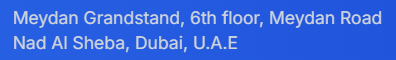 Meydan Grandstand, 6th floor, Meydan Road
Nad Al Sheba, Dubai, U.A.E